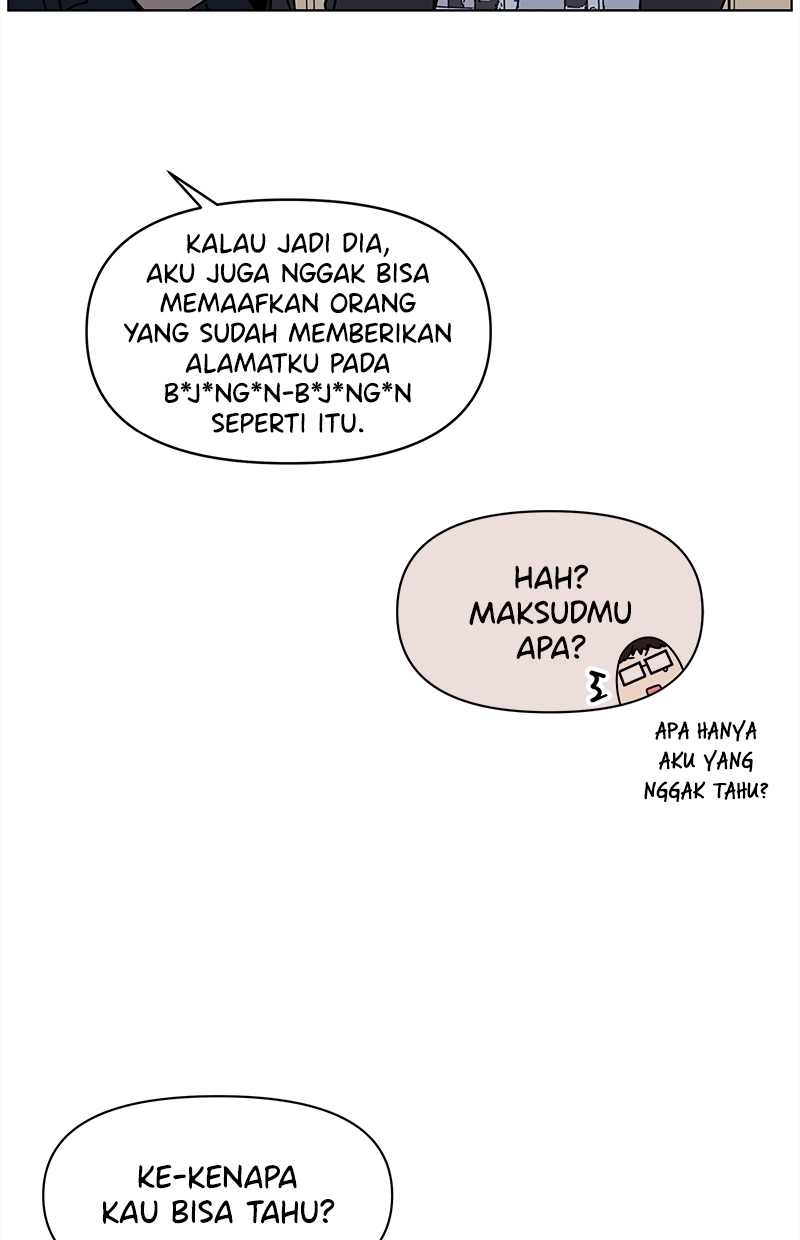 KALAU JADI DIA,
AKU JUGA NGGAK BISA
MEMAAFKAN ORANG
YANG SUDAH MEMBERIKAN
ALAMATKU PADA
B*J*NG*N-B*J*NG*N
SEPERTI ITU.
HAH?
MAKSUDMU
APA?
APA HANYA
AKU YANG
NGGAK TAHU?
KE-KENAPA
KAU BISA TAHU?